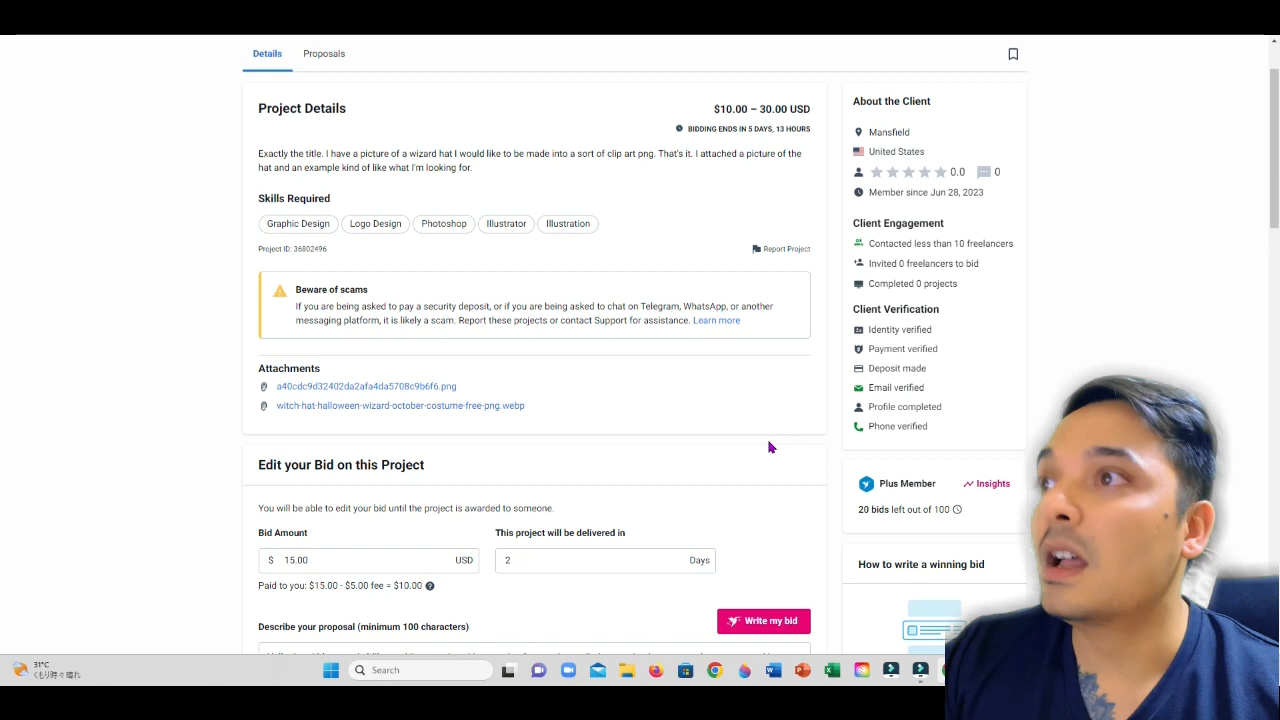 Details
Proposals
Project Details
$10.00 – 30.00 USD
BIDDING ENDS IN 5 DAYS, 13 HOURS
Exactly the title. I have a picture of a wizard hat I would like to be made into a sort of clip art png. That's it. I attached a picture of the
hat and an example kind of like what I'm looking for.
Skills Required
Graphic Design
Logo Design
Photoshop
Illustrator
Illustration
Project ID: 36802496
Report Project
Beware of scams
If you are being asked to pay a security deposit, or if you are being asked to chat on Telegram, WhatsApp, or another
messaging platform, it is likely a scam. Report these projects or contact Support for assistance. Learn more
Attachments
a40cdc9d32402da2afa4da5708c9b6f6.png
witch-hat-halloween-wizard-october-costume-free-png.webp
Edit your Bid on this Project
You will be able to edit your bid until the project is awarded to someone.
Bid Amount
This project will be delivered in
$ 15.00 USD
2 Days
Paid to you: $15.00 - $5.00 fee = $10.00
Describe your proposal (minimum 100 characters)
Write my bid
About the Client
Mansfield
United States
0.0
0
Member since Jun 28, 2023
Client Engagement
Contacted less than 10 freelancers
Invited 0 freelancers to bid
Completed 0 projects
Client Verification
Identity verified
Payment verified
Deposit made
Email verified
Profile completed
Phone verified
Plus Member
Insights
20 bids left out of 100
How to write a winning bid
31°C
くもり時々晴れ
Search